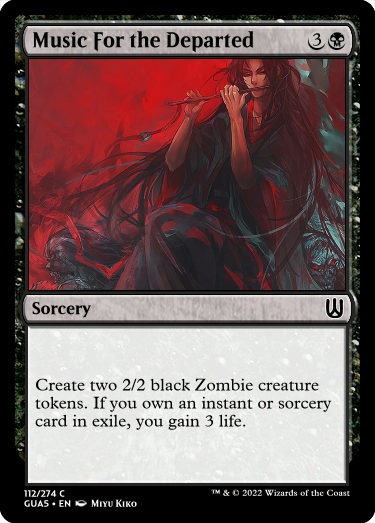 Music For the Departed 3
Sorcery
Create two 2/2 black Zombie creature
tokens. If you own an instant or sorcery
card in exile, you gain 3 life.
112/274 C
GUA5 • EN Miyu Kiko
™ & © 2022 Wizards of the Coast